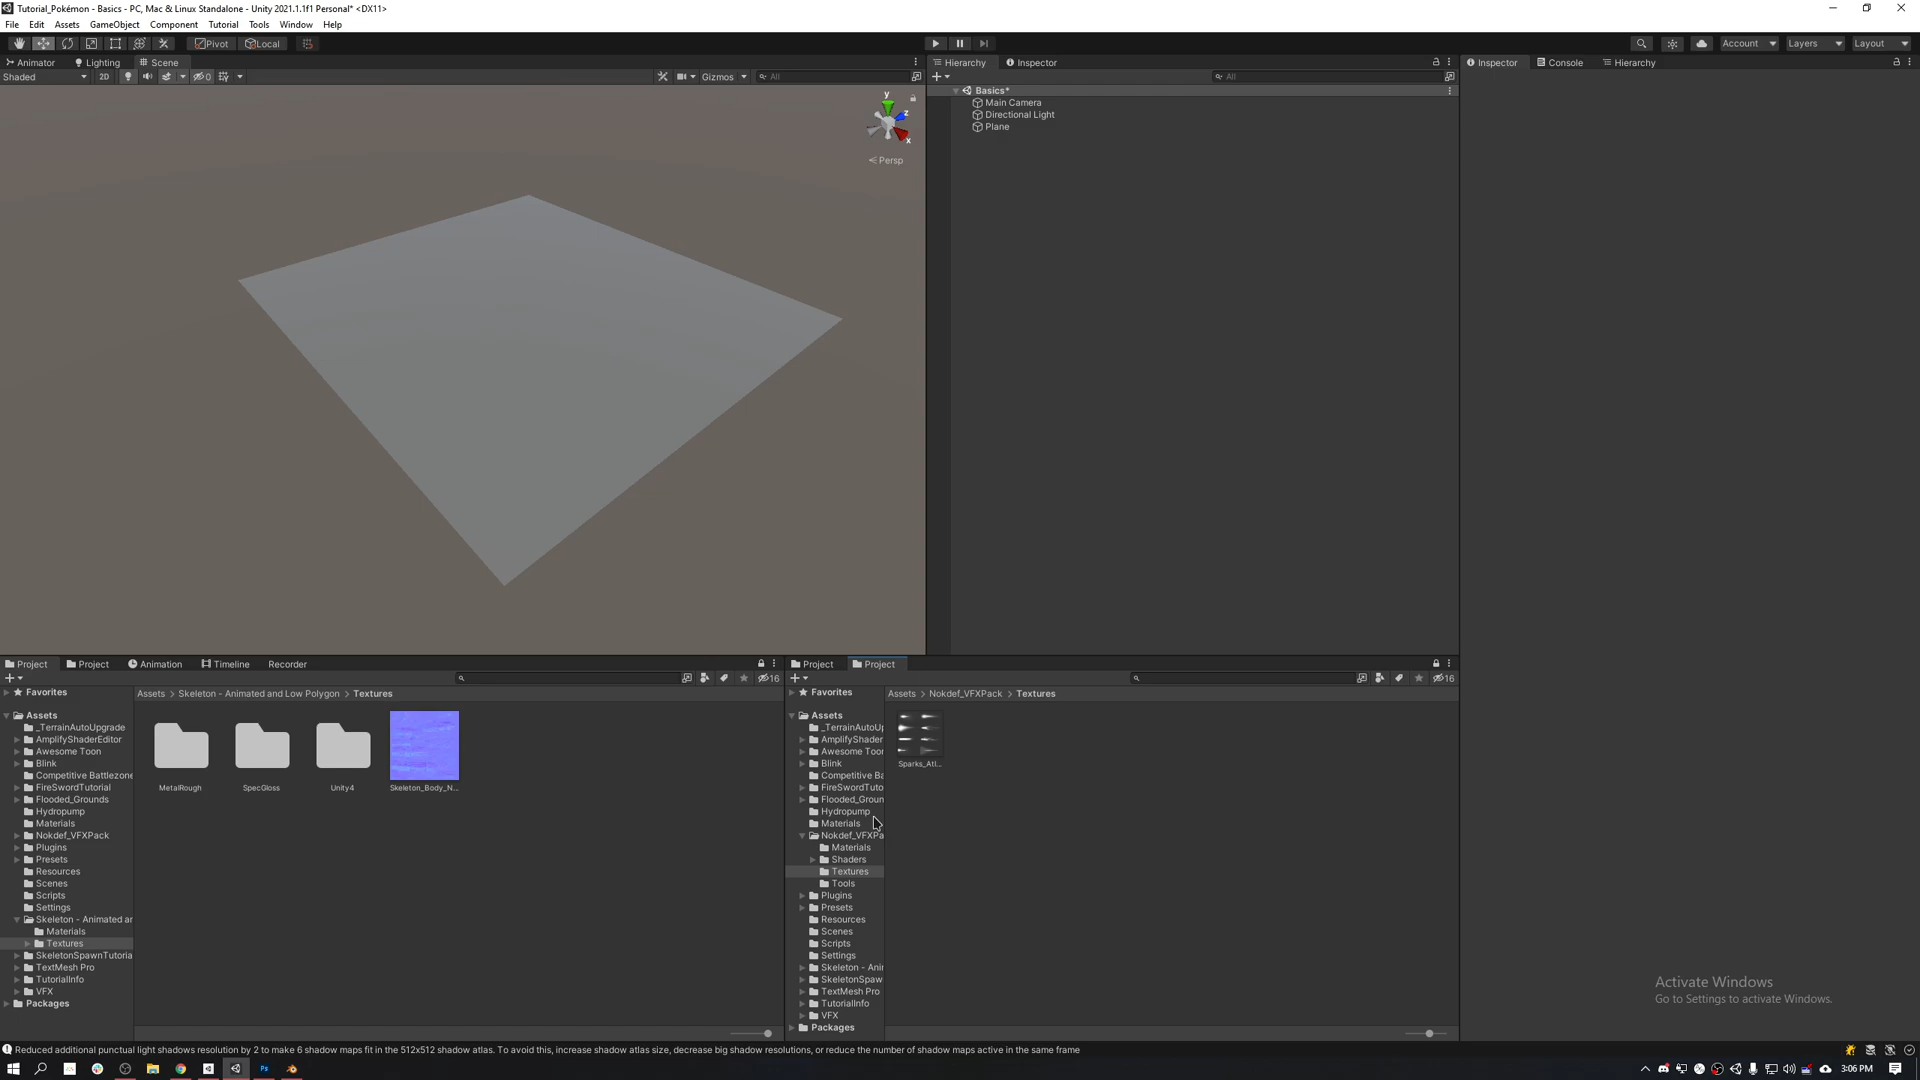 Tutorial_Pokémon - Basics - PC, Mac & Linux Standalone - Unity 2021.1.1f1 Personal* <DX11>
File Edit Assets GameObject Component Tutorial Tools Window Help
Pivot Local Account Layers Layout
Animator Lighting Scene Hierarchy Inspector Inspector Console Hierarchy
Shaded 2D 0 Gizmos All All
Basics*
Main Camera
Directional Light
Plane
y
z
x
Persp
Project Project Animation Timeline Recorder
16
Favorites
Assets
_TerrainAutoUpgrade
AmplifyShaderEditor
Awesome Toon
Blink
Competitive Battlezone
FireSwordTutorial
Flooded_Grounds
Hydropump
Materials
Nokdef_VFXPack
Plugins
Presets
Resources
Scenes
Scripts
Settings
Skeleton - Animated ar
Materials
Textures
SkeletonSpawnTutoria
TextMesh Pro
TutorialInfo
VFX
Packages
Assets > Skeleton - Animated and Low Polygon > Textures
MetalRough SpecGloss Unity4 Skeleton_Body_N...
Project Project
16
Favorites
Assets
_TerrainAutoUp
AmplifyShader
Awesome Toon
Blink
Competitive Ba
FireSwordTuto
Flooded_Groun
Hydropump
Materials
Nokdef_VFXPa
Materials
Shaders
Textures
Tools
Plugins
Presets
Resources
Scenes
Scripts
Settings
Skeleton - Anir
SkeletonSpaw
TextMesh Pro
TutorialInfo
VFX
Packages
Assets > Nokdef_VFXPack > Textures
Sparks_Atl...
Activate Windows
Go to Settings to activate Windows.
Reduced additional punctual light shadows resolution by 2 to make 6 shadow maps fit in the 512x512 shadow atlas. To avoid this, increase shadow atlas size, decrease big shadow resolutions, or reduce the number of shadow maps active in the same frame
Ps
3:06 PM